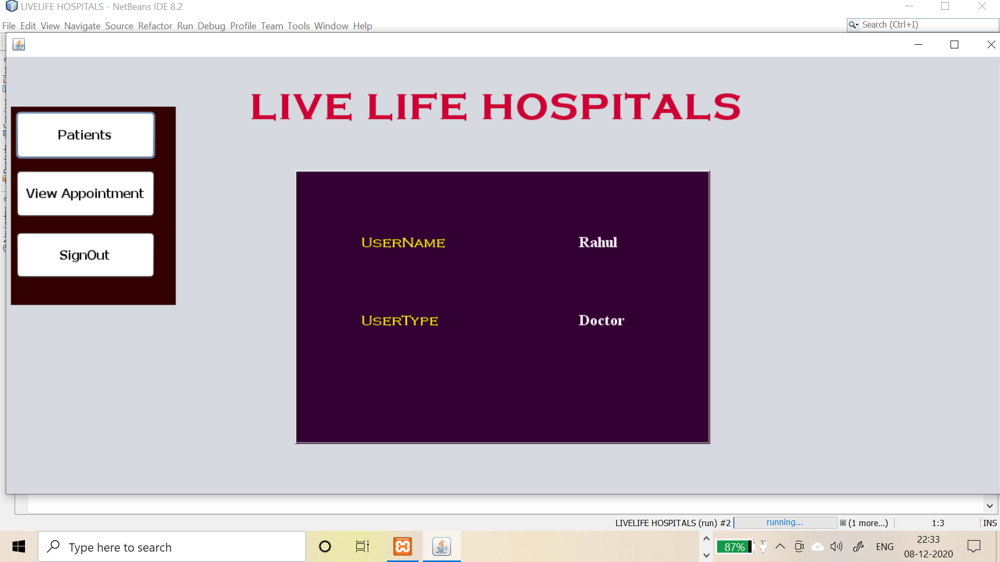 LIVELIFE HOSPITALS - NetBeans IDE 8.2
File Edit View Navigate Source Refactor Run Debug Profile Team Tools Window Help
Search (Ctrl+I)
LIVE LIFE HOSPITALS
Patients
View Appointment
SignOut
UserName Rahul
UserType Doctor
LIVELIFE HOSPITALS (run) #2 running... (1 more...) 1:3 INS
Type here to search
87%
ENG
22:33
08-12-2020